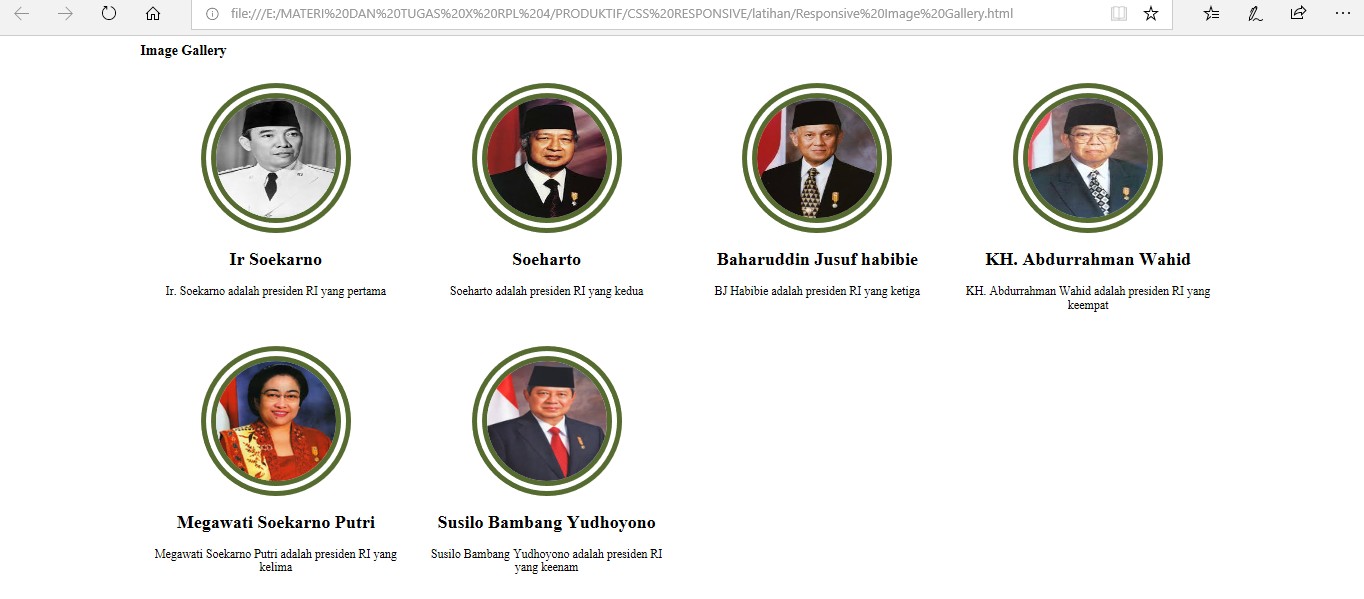 file:///E:/MATERI%20DAN%20TUGAS%20X%20RPL%204/PRODUKTIF/CSS%20RESPONSIVE/latihan/Responsive%20Image%20Gallery.html
Image Gallery
Ir Soekarno
Soeharto
Baharuddin Jusuf habibie
KH. Abdurrahman Wahid
Ir. Soekarno adalah presiden RI yang pertama
Soeharto adalah presiden RI yang kedua
BJ Habibie adalah presiden RI yang ketiga
KH. Abdurrahman Wahid adalah presiden RI yang
keempat
Megawati Soekarno Putri
Susilo Bambang Yudhoyono
Megawati Soekarno Putri adalah presiden RI yang
kelima
Susilo Bambang Yudhoyono adalah presiden RI
yang keenam